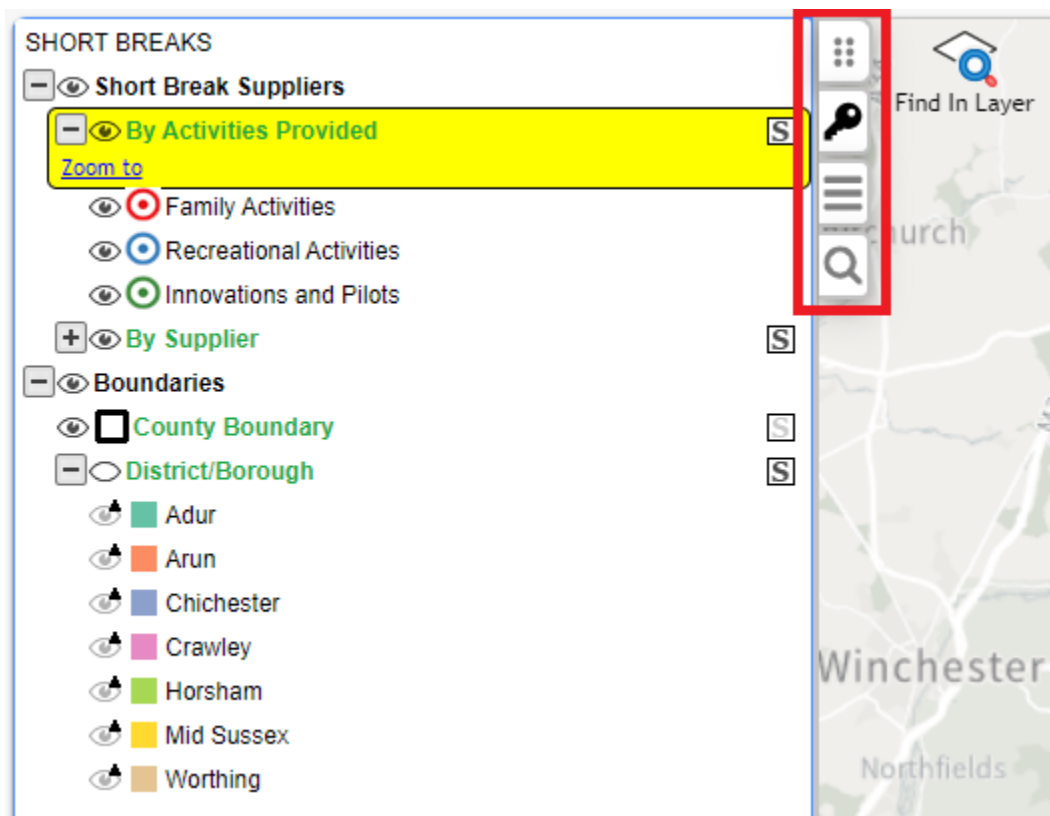 SHORT BREAKS
Short Break Suppliers
By Activities Provided S
Zoom to
Family Activities
Recreational Activities
Innovations and Pilots
By Supplier S
Boundaries
County Boundary S
District/Borough S
Adur
Arun
Chichester
Crawley
Horsham
Mid Sussex
Worthing
Find In Layer
Winchester
Northfields